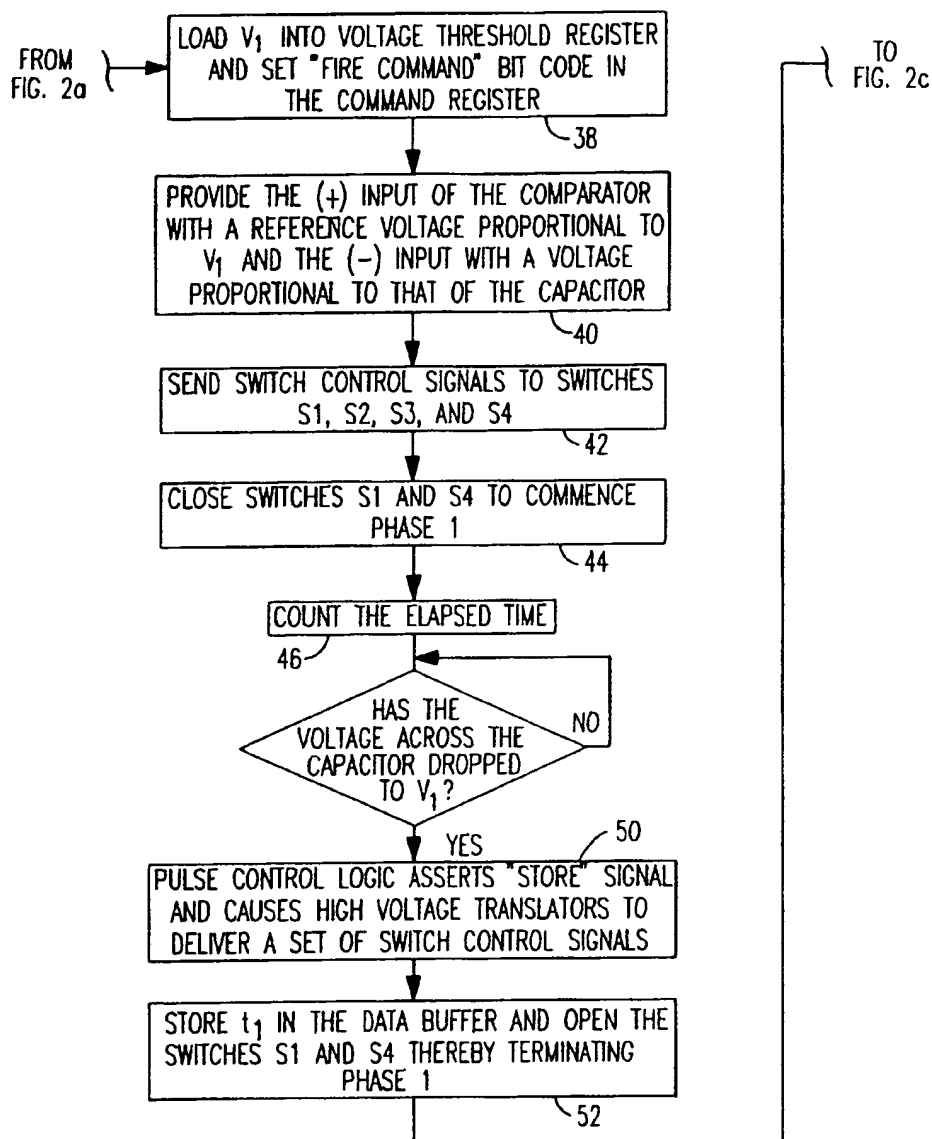 FROM
FIG. 2a
LOAD V1 INTO VOLTAGE THRESHOLD REGISTER
AND SET "FIRE COMMAND" BIT CODE IN
THE COMMAND REGISTER
38
TO
FIG. 2c
PROVIDE THE (+) INPUT OF THE COMPARATOR
WITH A REFERENCE VOLTAGE PROPORTIONAL TO
V1 AND THE (-) INPUT WITH A VOLTAGE
PROPORTIONAL TO THAT OF THE CAPACITOR
40
SEND SWITCH CONTROL SIGNALS TO SWITCHES
S1, S2, S3, AND S4
42
CLOSE SWITCHES S1 AND S4 TO COMMENCE
PHASE 1
44
COUNT THE ELAPSED TIME
46
HAS THE
VOLTAGE ACROSS THE
CAPACITOR DROPPED
TO V1?
NO
YES
50
PULSE CONTROL LOGIC ASSERTS "STORE" SIGNAL
AND CAUSES HIGH VOLTAGE TRANSLATORS TO
DELIVER A SET OF SWITCH CONTROL SIGNALS
STORE t1 IN THE DATA BUFFER AND OPEN THE
SWITCHES S1 AND S4 THEREBY TERMINATING
PHASE 1
52